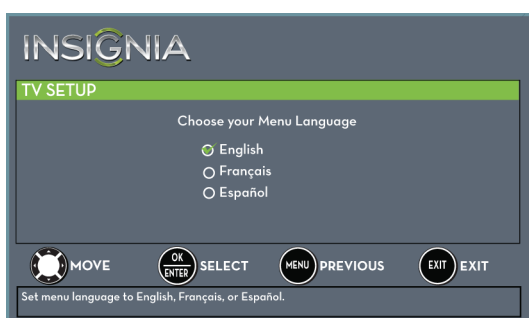 INSIGNIA
TV SETUP
Choose your Menu Language
English
Français
Español
MOVE OK ENTER SELECT MENU PREVIOUS EXIT EXIT
Set menu language to English, Français, or Español.